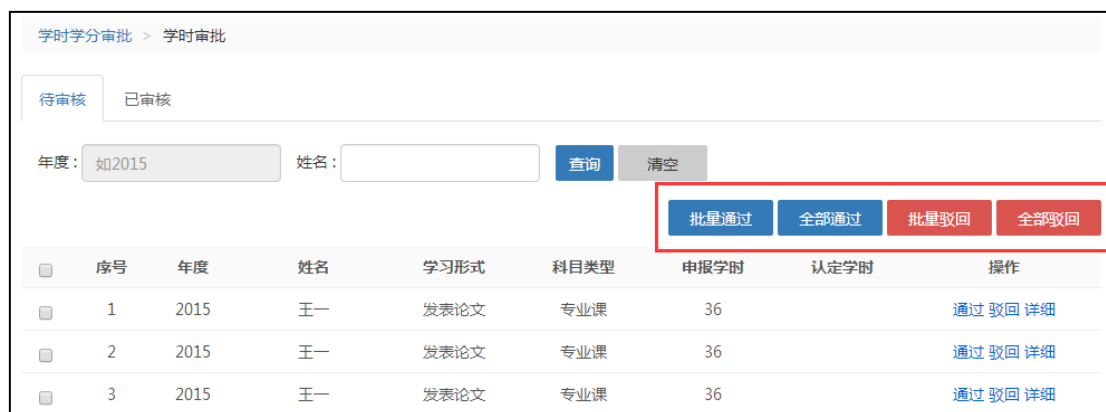 学时学分审批 > 学时审批
待审核 已审核
年度: 如2015 姓名: 查询 清空
批量通过 全部通过 批量驳回 全部驳回
序号 年度 姓名 学习形式 科目类型 申报学时 认定学时 操作
1 2015 王一 发表论文 专业课 36 通过 驳回 详细
2 2015 王一 发表论文 专业课 36 通过 驳回 详细
3 2015 王一 发表论文 专业课 36 通过 驳回 详细